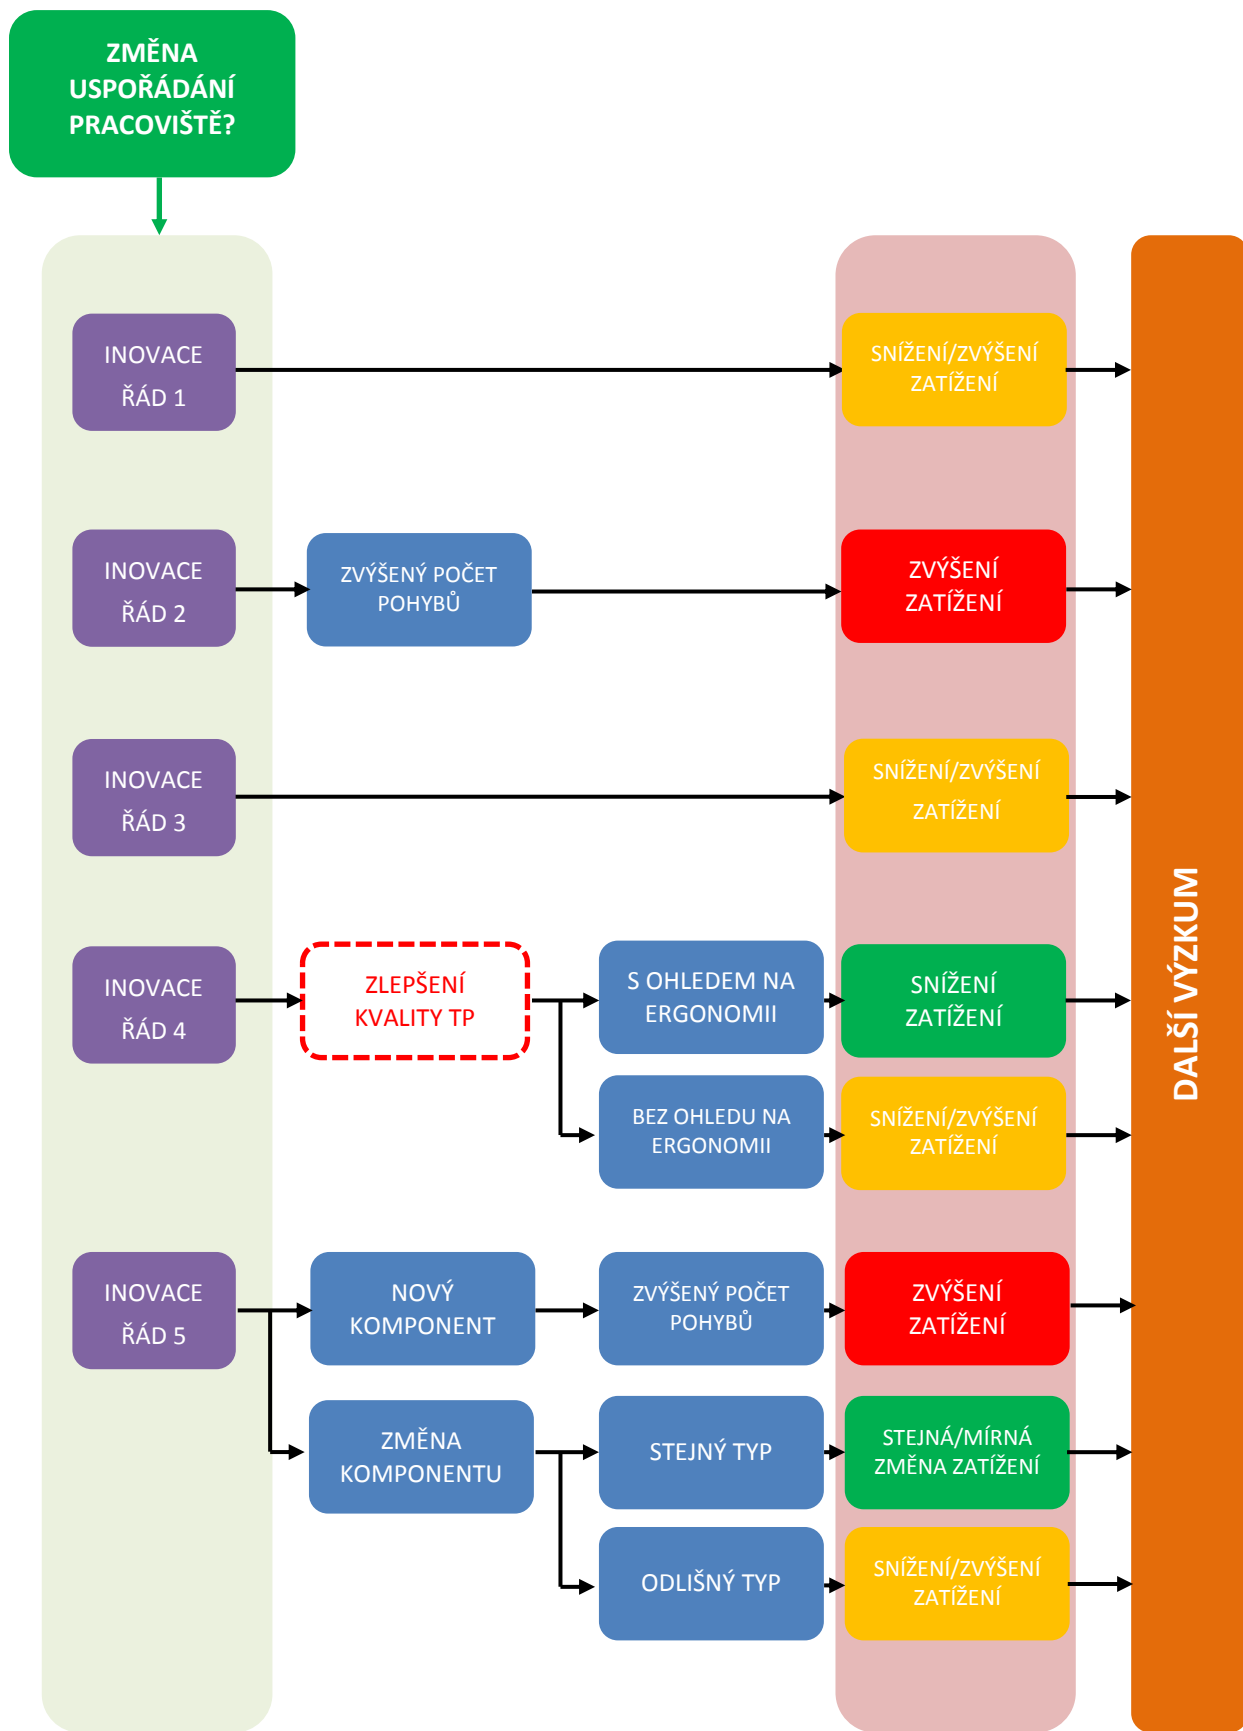 ZMĚNA
USPOŘÁDÁNÍ
PRACOVIŠTĚ?
INOVACE
ŘÁD 1
SNÍŽENÍ/ZVÝŠENÍ
ZATÍŽENÍ
INOVACE
ŘÁD 2
ZVÝŠENÝ POČET
POHYBŮ
ZVÝŠENÍ
ZATÍŽENÍ
INOVACE
ŘÁD 3
SNÍŽENÍ/ZVÝŠENÍ
ZATÍŽENÍ
INOVACE
ŘÁD 4
ZLEPŠENÍ
KVALITY TP
S OHLEDEM NA
ERGONOMII
SNÍŽENÍ
ZATÍŽENÍ
BEZ OHLEDU NA
ERGONOMII
SNÍŽENÍ/ZVÝŠENÍ
ZATÍŽENÍ
INOVACE
ŘÁD 5
NOVÝ
KOMPONENT
ZVÝŠENÝ POČET
POHYBŮ
ZVÝŠENÍ
ZATÍŽENÍ
ZMĚNA
KOMPONENTU
STEJNÝ TYP
STEJNÁ/MÍRNÁ
ZMĚNA ZATÍŽENÍ
ODLIŠNÝ TYP
SNÍŽENÍ/ZVÝŠENÍ
ZATÍŽENÍ
DALŠÍ VÝZKUM